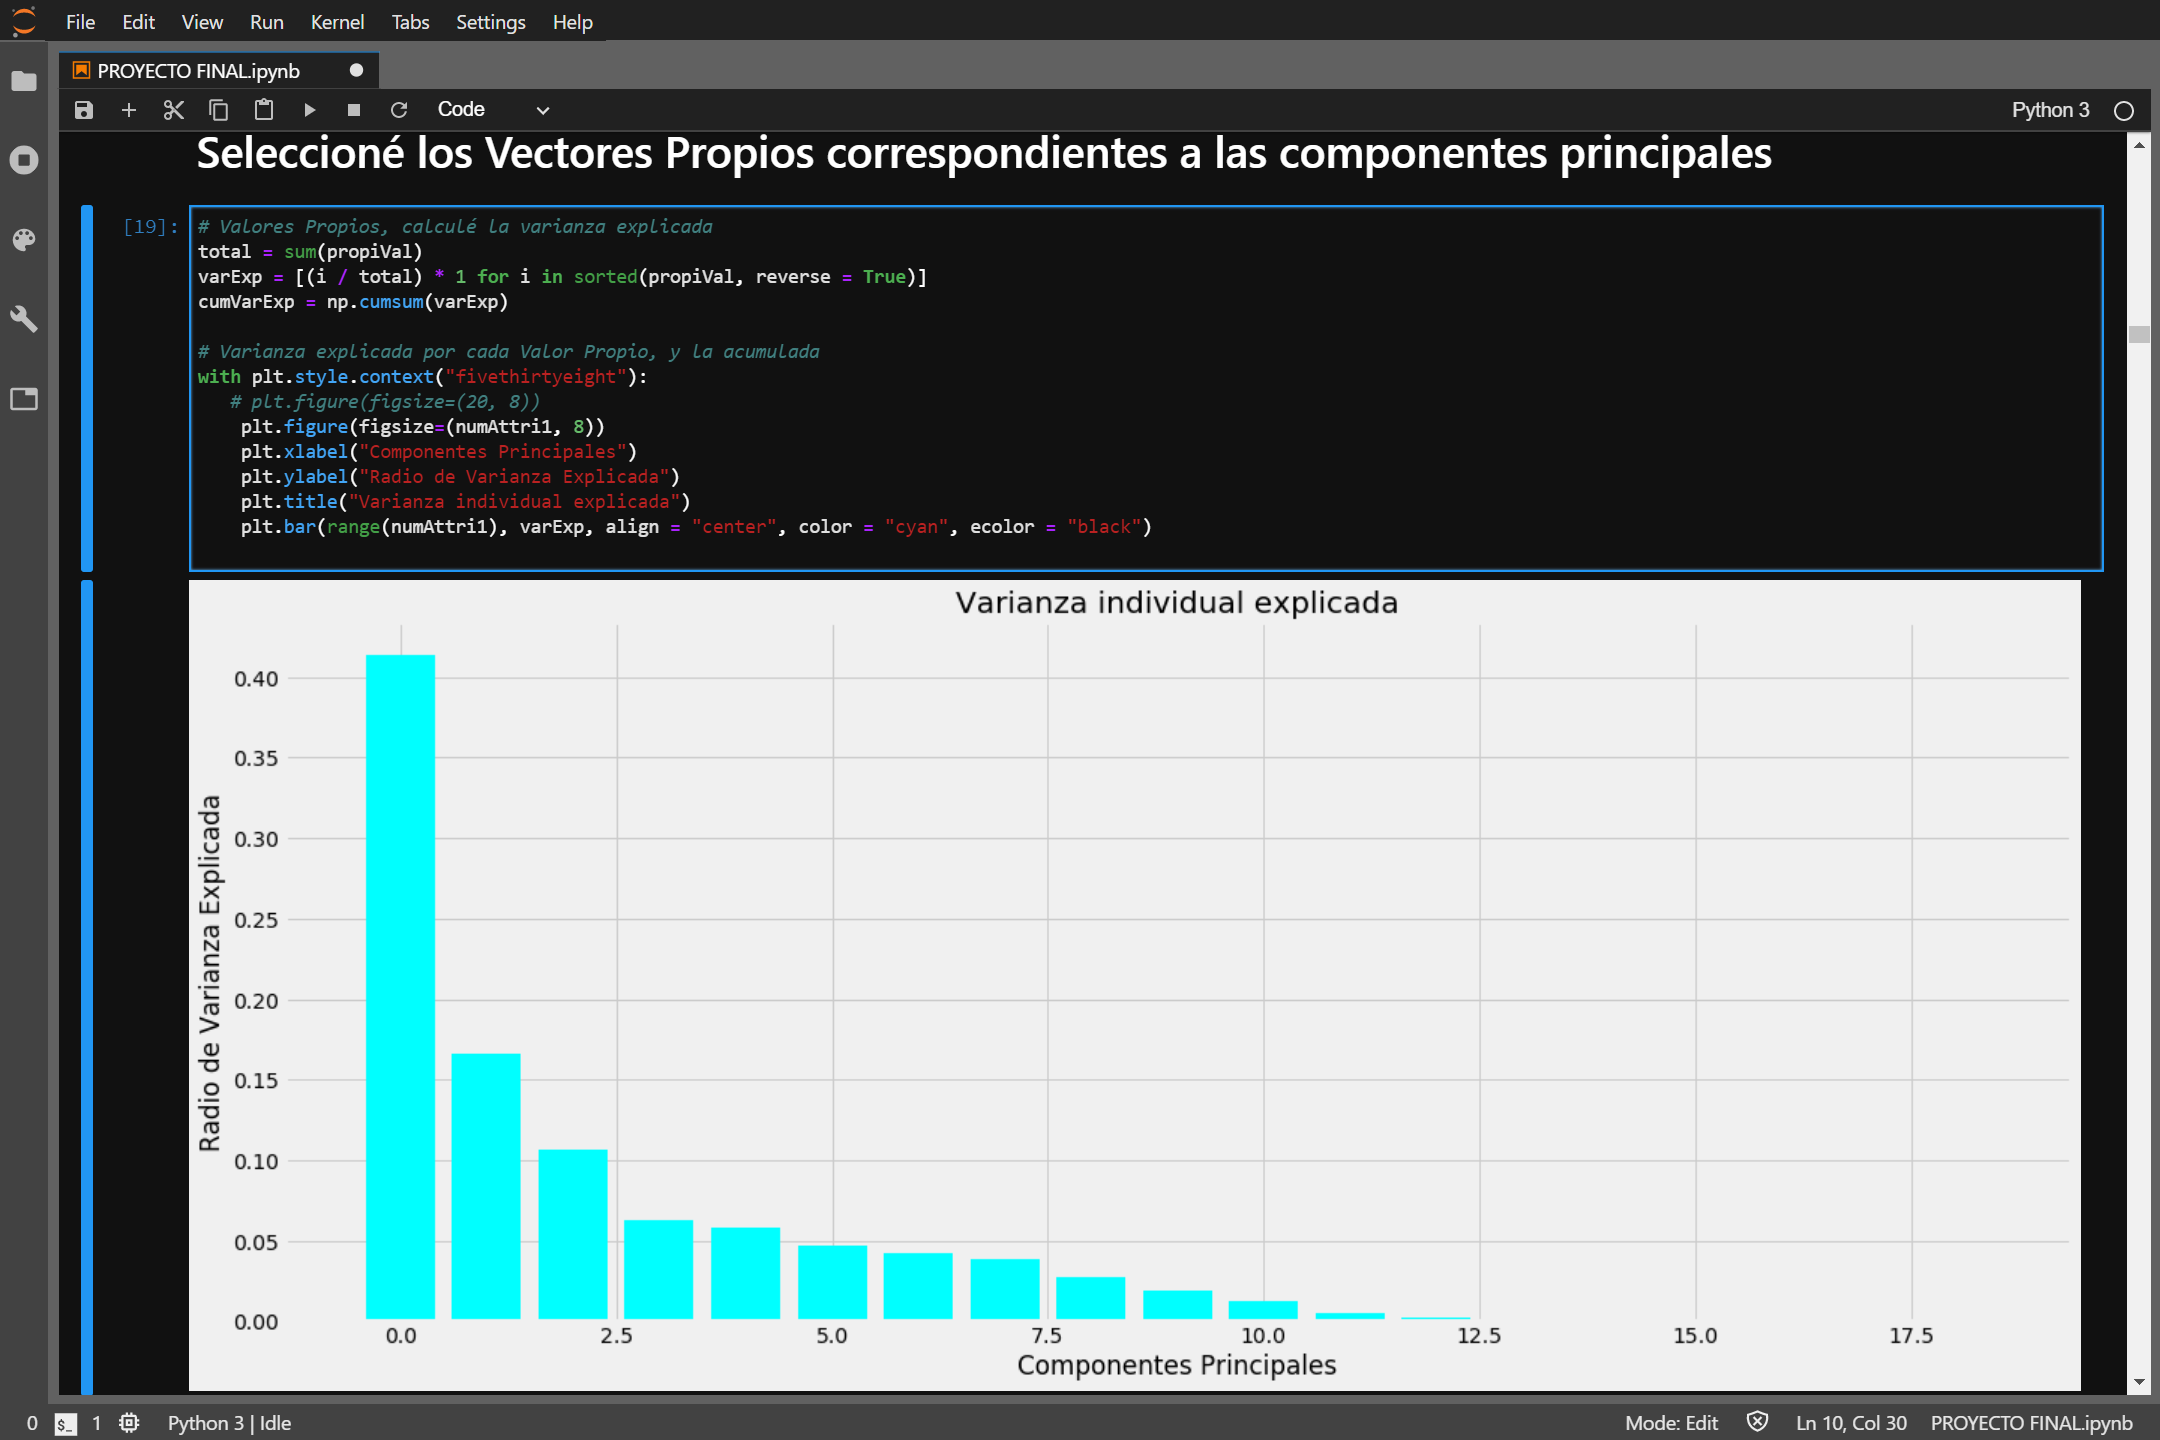 File Edit View Run Kernel Tabs Settings Help
PROYECTO FINAL.ipynb
Code
Python 3
Seleccioné los Vectores Propios correspondientes a las componentes principales
[19]:
# Valores Propios, calculé la varianza explicada
total = sum(propiVal)
varExp = [(i / total) * 1 for i in sorted(propiVal, reverse = True)]
cumVarExp = np.cumsum(varExp)
# Varianza explicada por cada Valor Propio, y la acumulada
with plt.style.context("fivethirtyeight"):
# plt.figure(figsize=(20, 8))
plt.figure(figsize=(numAttri1, 8))
plt.xlabel("Componentes Principales")
plt.ylabel("Radio de Varianza Explicada")
plt.title("Varianza individual explicada")
plt.bar(range(numAttri1), varExp, align = "center", color = "cyan", ecolor = "black")
Varianza individual explicada
Radio de Varianza Explicada
0.40
0.35
0.30
0.25
0.20
0.15
0.10
0.05
0.00
0.0 2.5 5.0 7.5 10.0 12.5 15.0 17.5
Componentes Principales
0 $_ 1 Python 3 | Idle
Mode: Edit Ln 10, Col 30 PROYECTO FINAL.ipynb